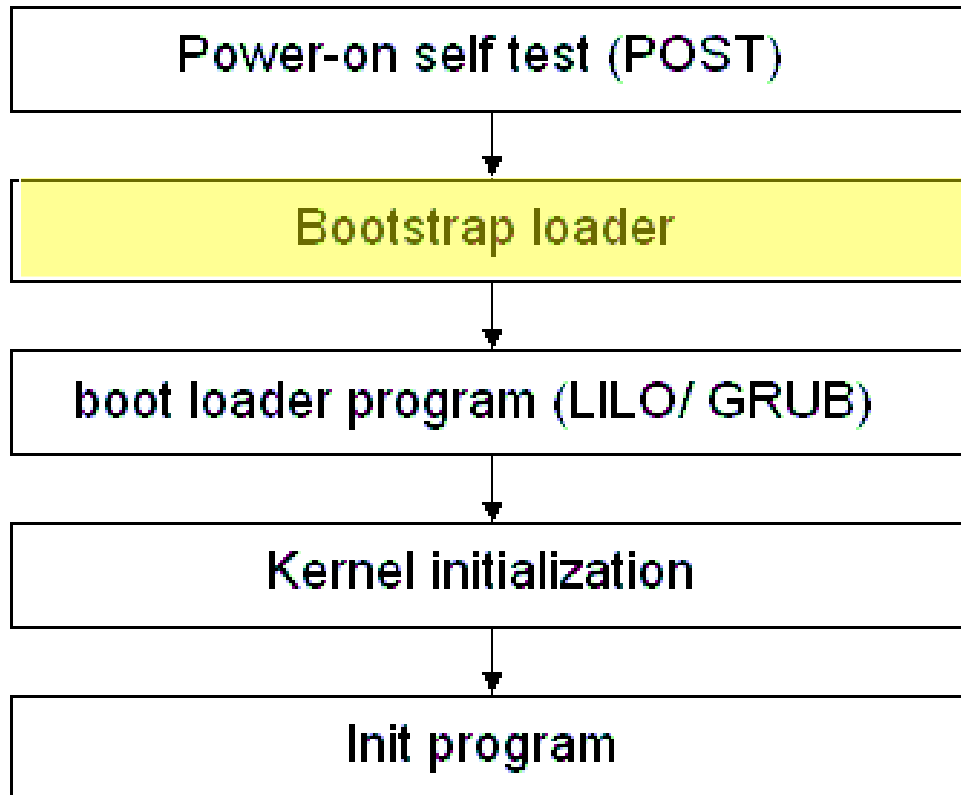 Power-on self test (POST)
Bootstrap loader
boot loader program (LILO/ GRUB)
Kernel initialization
Init program